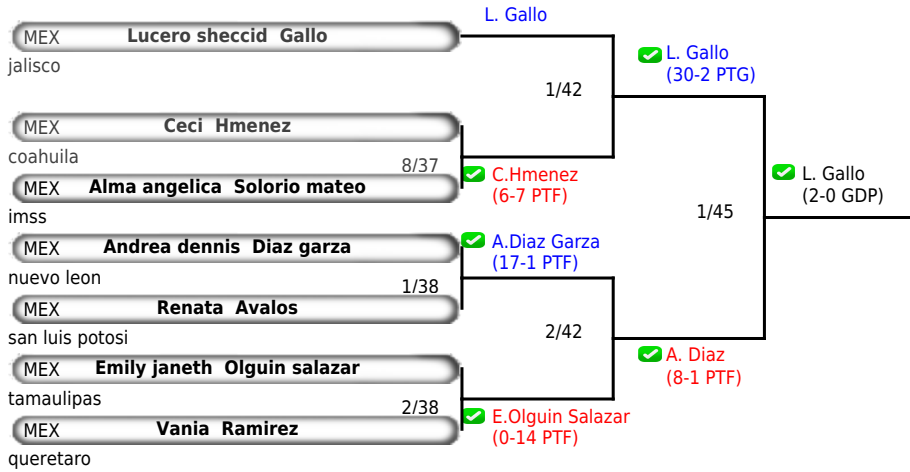 L. Gallo
MEX Lucero sheccid Gallo
jalisco
L. Gallo
(30-2 PTG)
1/42
MEX Ceci Hmenez
coahuila
8/37
C.Hmenez
(6-7 PTF)
MEX Alma angelica Solorio mateo
imss
L. Gallo
(2-0 GDP)
1/45
MEX Andrea dennis Diaz garza
nuevo leon
A.Diaz Garza
(17-1 PTF)
1/38
MEX Renata Avalos
san luis potosi
2/42
A. Diaz
(8-1 PTF)
MEX Emily janeth Olguin salazar
tamaulipas
2/38
E.Olguin Salazar
(0-14 PTF)
MEX Vania Ramirez
queretaro